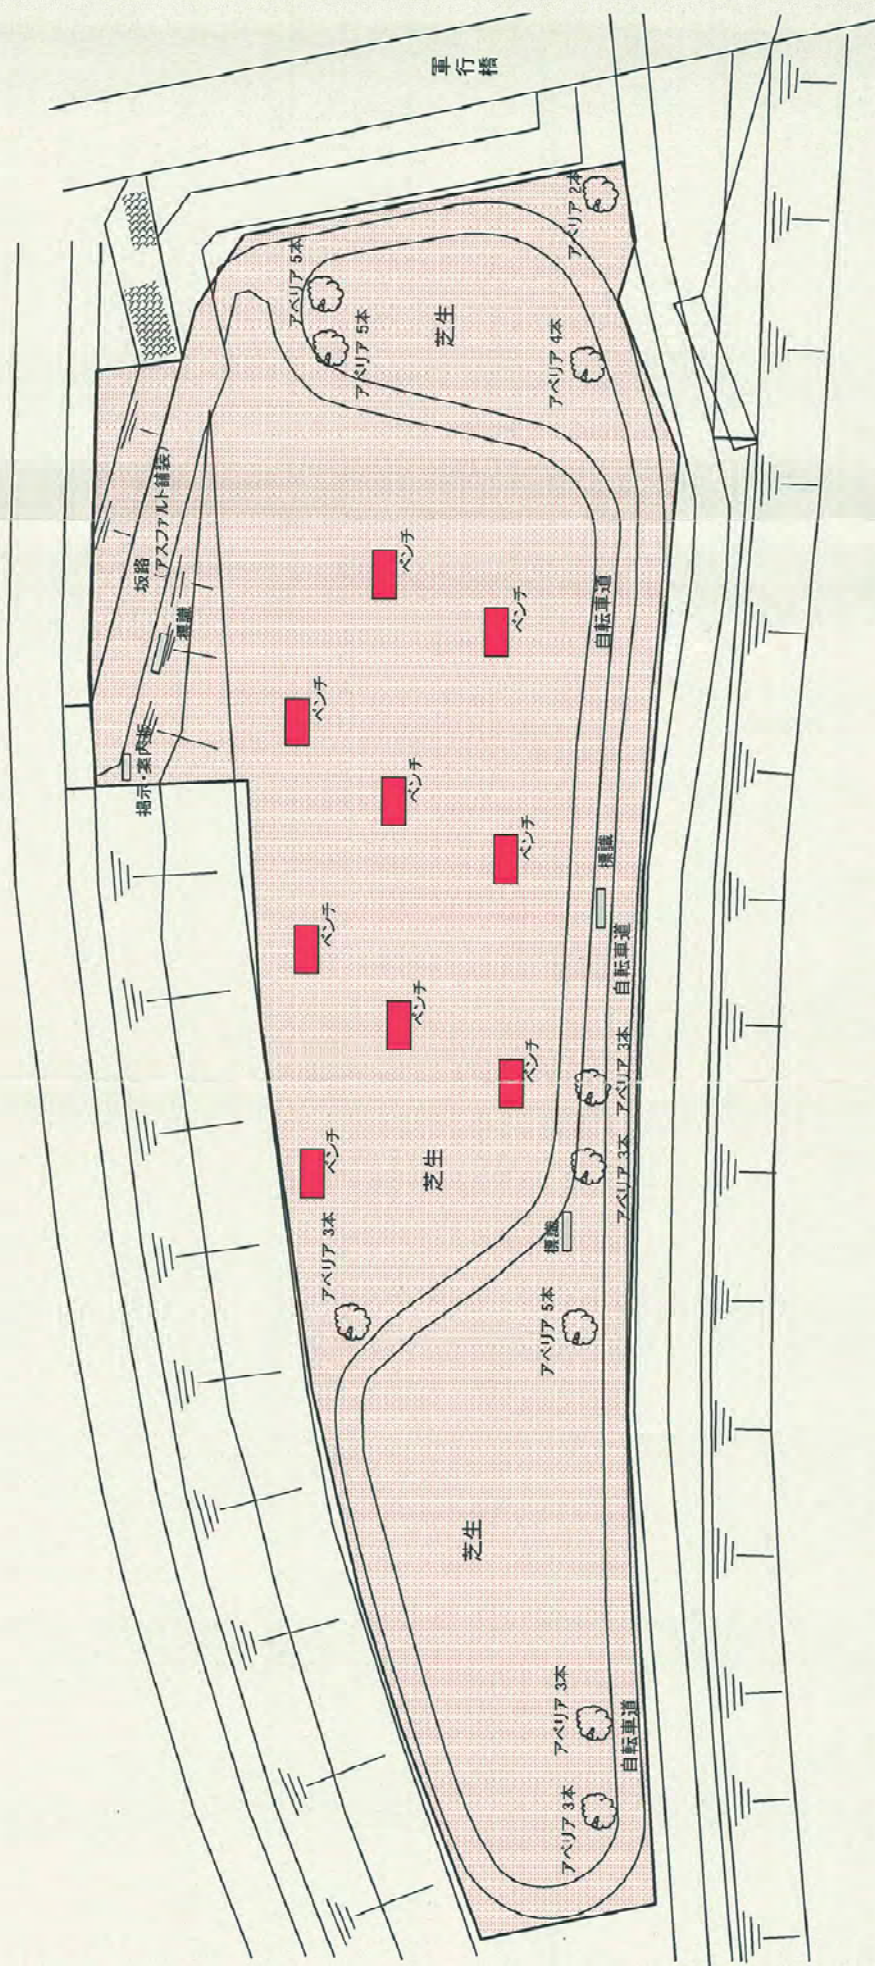 軍行橋
アベリア 2本
アベリア 5本
アベリア 5本
芝生
アベリア 4本
坂路
(アスファルト舗装)
標識
掲示・案内板
ベンチ
ベンチ
自転車道
ベンチ
ベンチ
ベンチ
標識
ベンチ
自転車道
ベンチ
ベンチ
アベリア 3本
ベンチ
芝生
アベリア 3本
標識
アベリア 3本
アベリア 5本
芝生
アベリア 3本
自転車道
アベリア 3本